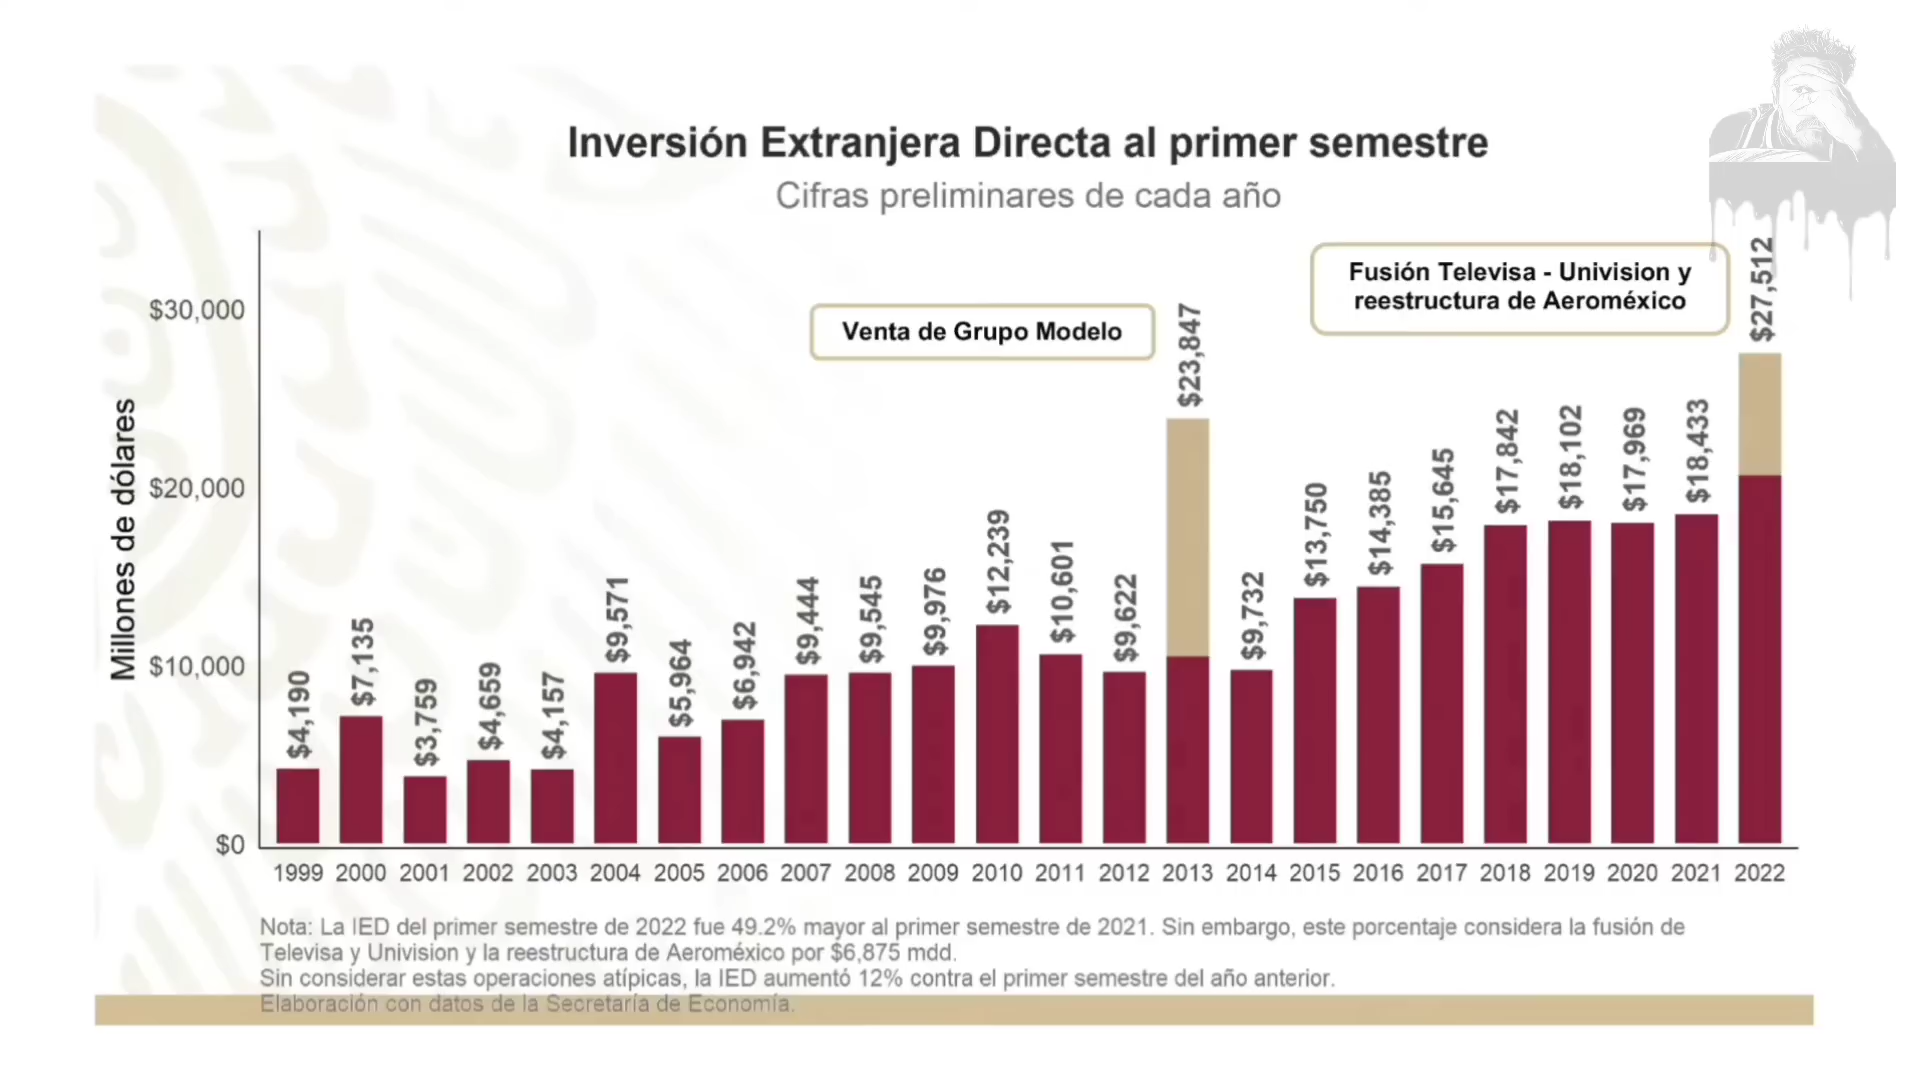 Inversión Extranjera Directa al primer semestre
Cifras preliminares de cada año
Millones de dólares
$30,000
$20,000
$10,000
$0
Venta de Grupo Modelo
Fusión Televisa - Univision y
reestructura de Aeroméxico
$4,190
$7,135
$3,759
$4,659
$4,157
$9,571
$5,964
$6,942
$9,444
$9,545
$9,976
$12,239
$10,601
$9,622
$23,847
$9,732
$13,750
$14,385
$15,645
$17,842
$18,102
$17,969
$18,433
$27,512
1999 2000 2001 2002 2003 2004 2005 2006 2007 2008 2009 2010 2011 2012 2013 2014 2015 2016 2017 2018 2019 2020 2021 2022
Nota: La IED del primer semestre de 2022 fue 49.2% mayor al primer semestre de 2021. Sin embargo, este porcentaje considera la fusión de
Televisa y Univision y la reestructura de Aeroméxico por $6,875 mdd.
Sin considerar estas operaciones atípicas, la IED aumentó 12% contra el primer semestre del año anterior.
Elaboración con datos de la Secretaría de Economía.